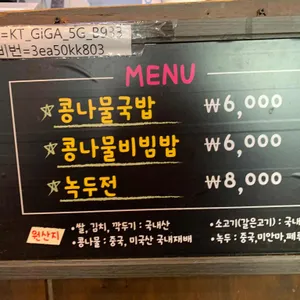 =KT_GiGA_5G_B933
비번=3ea50kk803
MENU
☆콩나물국밥 ₩6,000
☆콩나물비빔밥 ₩6,000
☆녹두전 ₩8,000
원산지
•쌀, 김치, 깍두기 : 국내산
•콩나물 : 중국, 미국산 국내재배
•소고기(갈은고기) : 국내
•녹두 : 중국, 미얀마, 페루